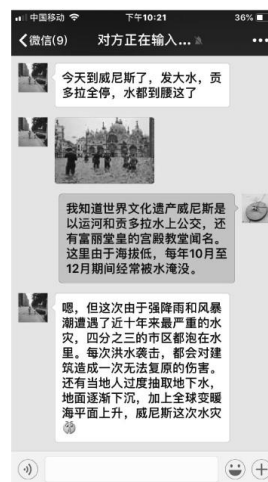 中国移动 下午10:21 36%
微信(9) 对方正在输入...
今天到威尼斯了，发大水，贡
多拉全停，水都到腰这了
我知道世界文化遗产威尼斯是
以运河和贡多拉水上公交，还
有富丽堂皇的宫殿教堂闻名。
这里由于海拔低，每年10月至
12月期间经常被水淹没。
嗯，但这次由于强降雨和风暴
潮遭遇了近十年来最严重的水
灾，四分之三的市区都泡在水
里。每次洪水袭击，都会对建
筑造成一次无法复原的伤害。
还有当地人过度抽取地下水，
地面逐渐下沉，加上全球变暖
海平面上升，威尼斯这次水灾